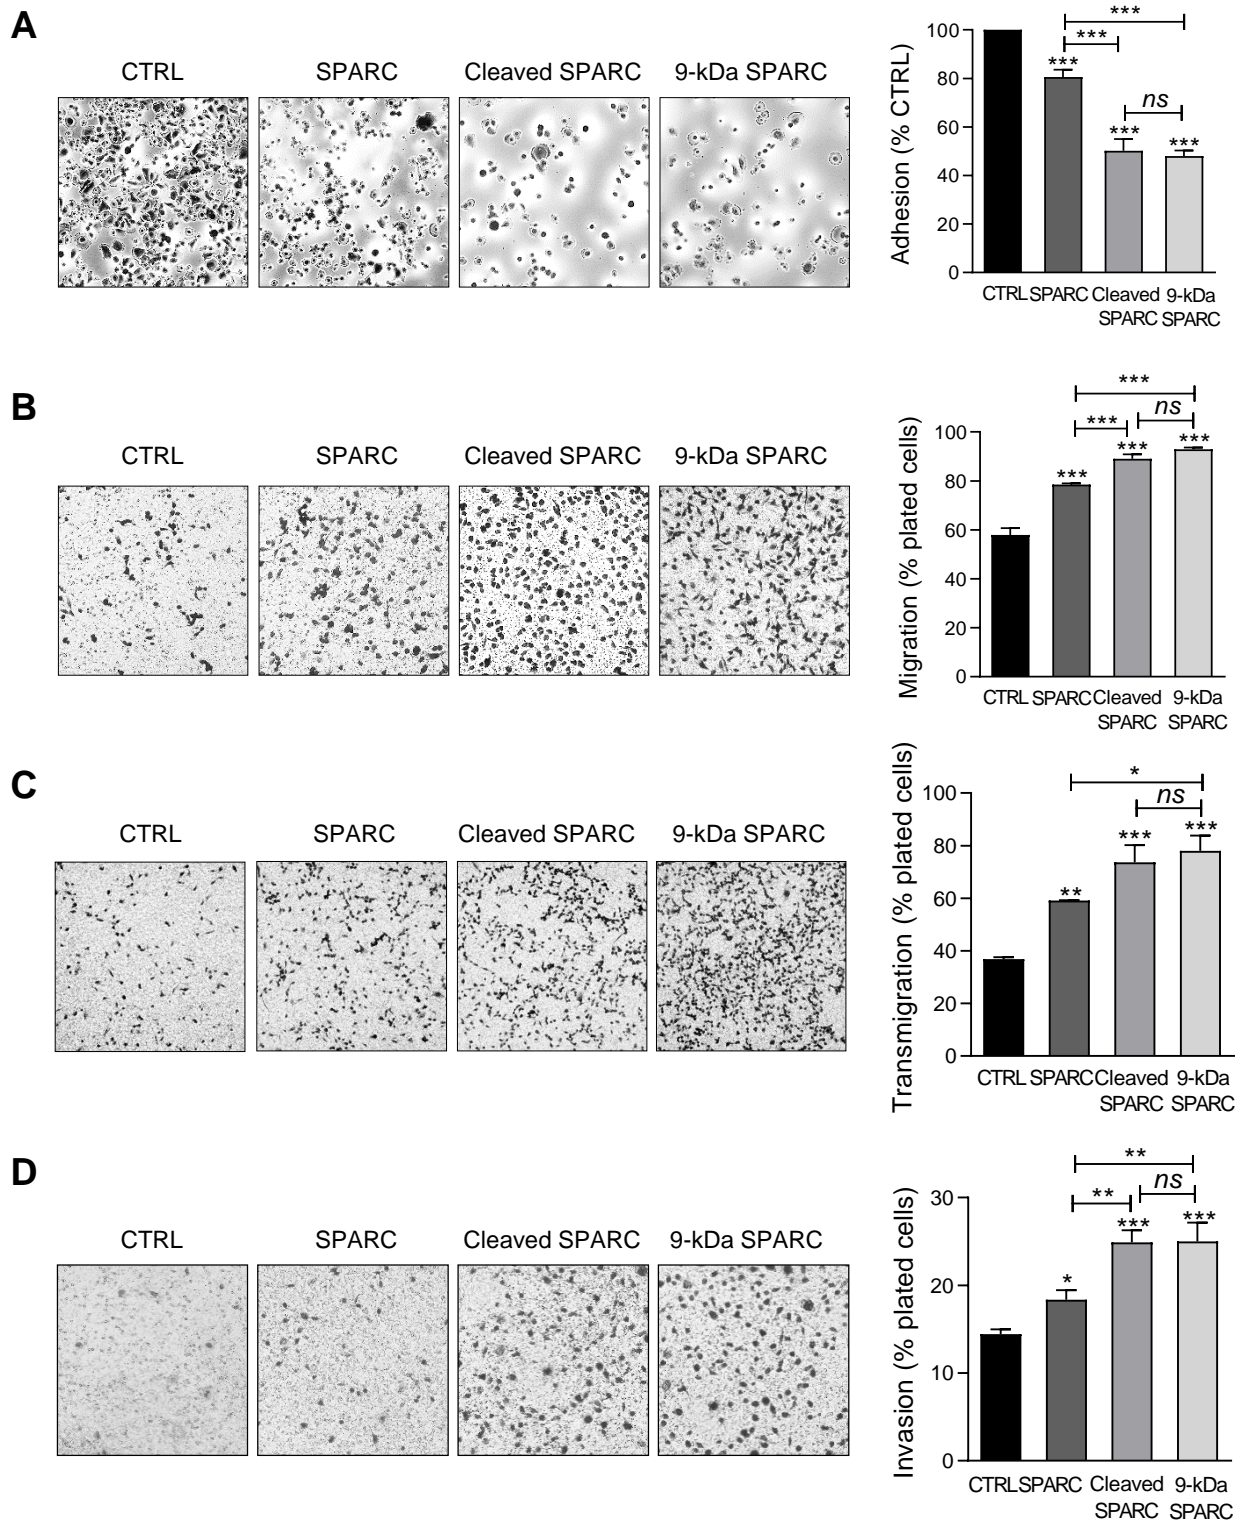 A
CTRL
SPARC
Cleaved SPARC
9-kDa SPARC
Adhesion (% CTRL)
100
80
60
40
20
0
***
***
***
ns
***
***
CTRL SPARC Cleaved 9-kDa
SPARC SPARC
B
CTRL
SPARC
Cleaved SPARC
9-kDa SPARC
Migration (% plated cells)
100
80
60
40
20
0
***
ns
***
***
***
***
CTRL SPARC Cleaved 9-kDa
SPARC SPARC
C
CTRL
SPARC
Cleaved SPARC
9-kDa SPARC
Transmigration (% plated cells)
100
80
60
40
20
0
*
ns
***
***
**
CTRL SPARC Cleaved 9-kDa
SPARC SPARC
D
CTRL
SPARC
Cleaved SPARC
9-kDa SPARC
Invasion (% plated cells)
30
20
10
0
**
ns
**
***
***
*
CTRL SPARC Cleaved 9-kDa
SPARC SPARC